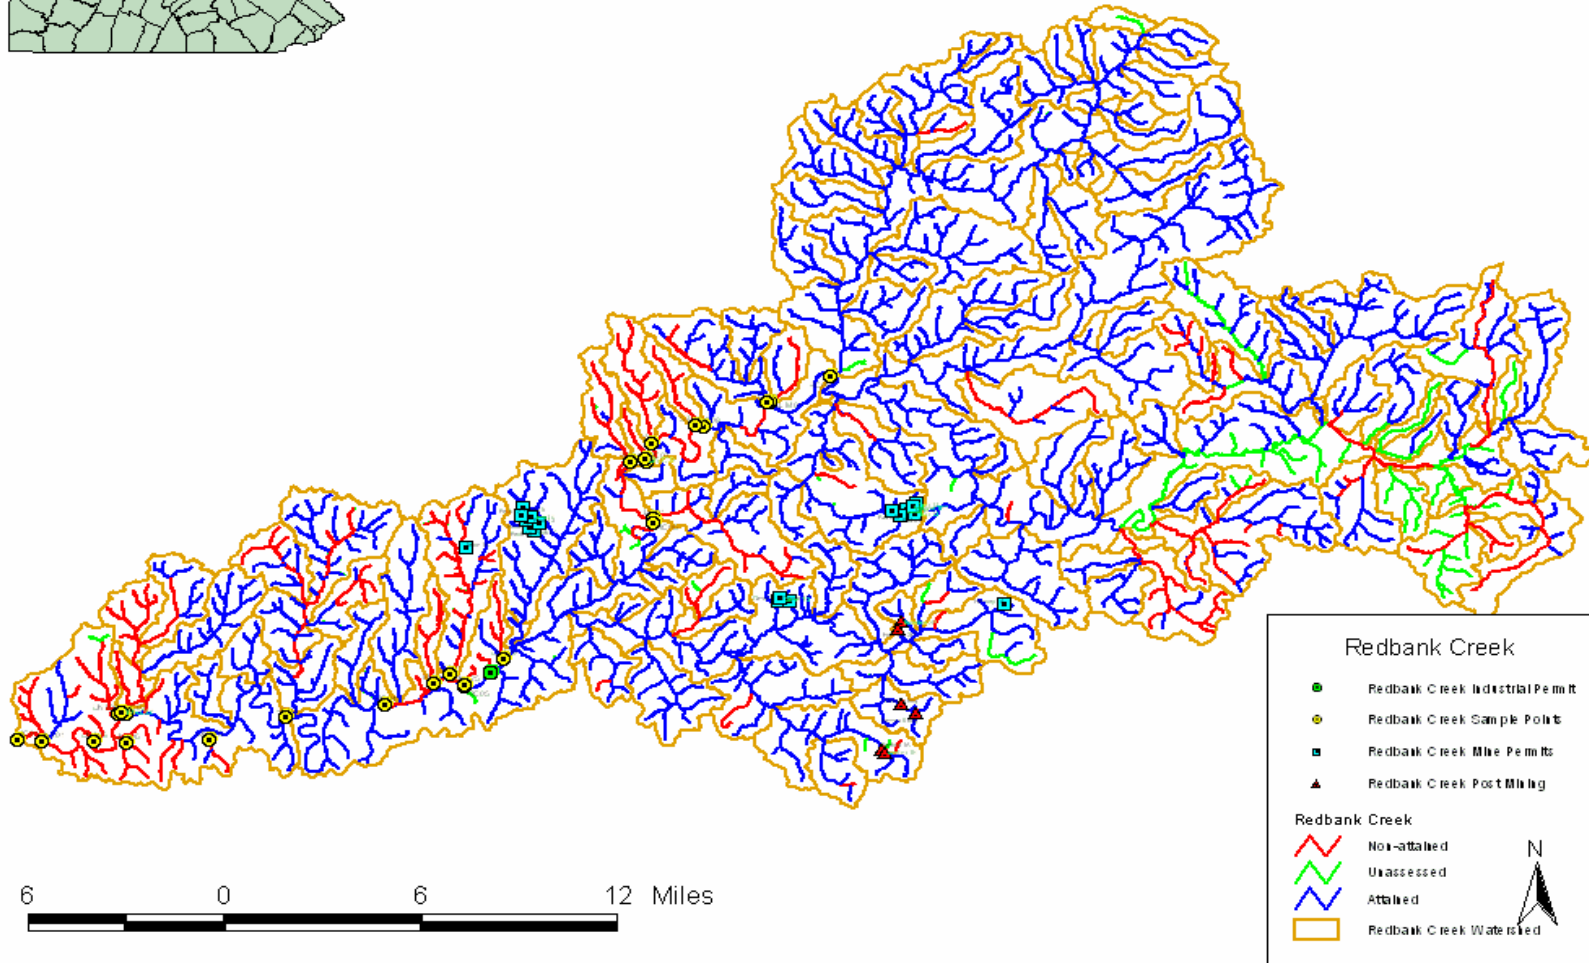 6 0 6 12 Miles
Redbank Creek
Redbank Creek Industrial Permit
Redbank Creek Sample Points
Redbank Creek Mine Permits
Redbank Creek Post Mining
Redbank Creek
Non-attained
Unassessed
Attained
Redbank Creek Watershed
N